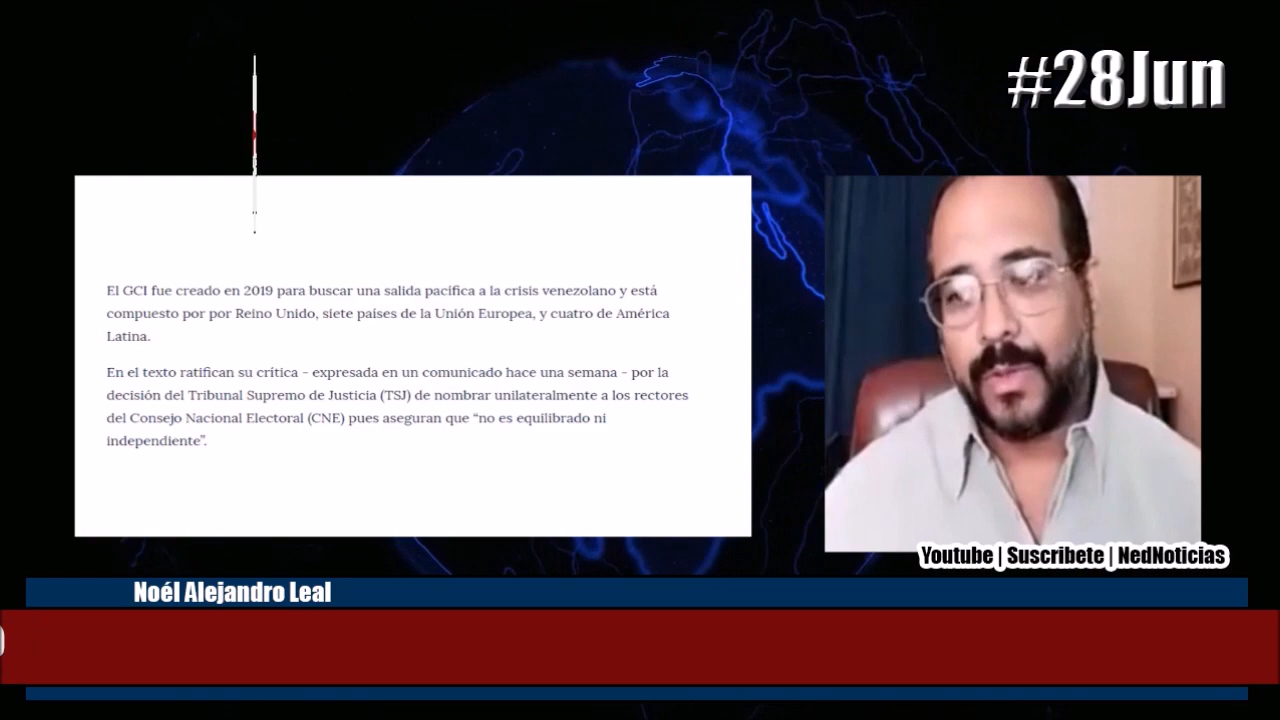 #28Jun
El GCI fue creado en 2019 para buscar una salida pacífica a la crisis venezolano y está
compuesto por por Reino Unido, siete países de la Unión Europea, y cuatro de América
Latina.
En el texto ratifican su crítica – expresada en un comunicado hace una semana – por la
decisión del Tribunal Supremo de Justicia (TSJ) de nombrar unilateralmente a los rectores
del Consejo Nacional Electoral (CNE) pues aseguran que “no es equilibrado ni
independiente”.
Youtube | Suscribete | NedNoticias
Noél Alejandro Leal